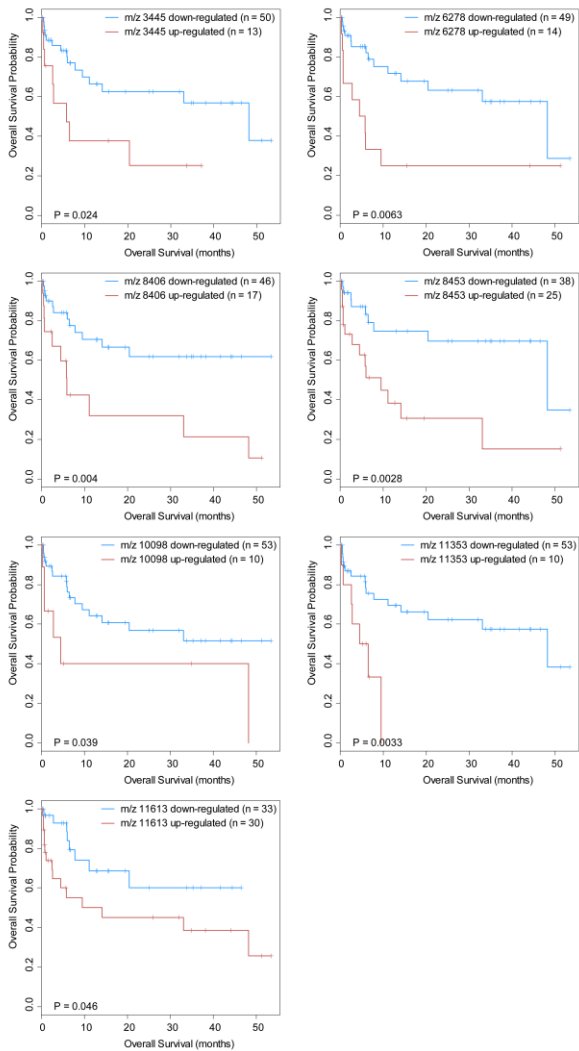 m/z 3445 down-regulated (n = 50)
m/z 3445 up-regulated (n = 13)
Overall Survival Probability
0.0 0.2 0.4 0.6 0.8 1.0
P = 0.024
0 10 20 30 40 50
Overall Survival (months)
m/z 6278 down-regulated (n = 49)
m/z 6278 up-regulated (n = 14)
Overall Survival Probability
0.0 0.2 0.4 0.6 0.8 1.0
P = 0.0063
0 10 20 30 40 50
Overall Survival (months)
m/z 8406 down-regulated (n = 46)
m/z 8406 up-regulated (n = 17)
Overall Survival Probability
0.0 0.2 0.4 0.6 0.8 1.0
P = 0.004
0 10 20 30 40 50
Overall Survival (months)
m/z 8453 down-regulated (n = 38)
m/z 8453 up-regulated (n = 25)
Overall Survival Probability
0.0 0.2 0.4 0.6 0.8 1.0
P = 0.0028
0 10 20 30 40 50
Overall Survival (months)
m/z 10098 down-regulated (n = 53)
m/z 10098 up-regulated (n = 10)
Overall Survival Probability
0.0 0.2 0.4 0.6 0.8 1.0
P = 0.039
0 10 20 30 40 50
Overall Survival (months)
m/z 11353 down-regulated (n = 53)
m/z 11353 up-regulated (n = 10)
Overall Survival Probability
0.0 0.2 0.4 0.6 0.8 1.0
P = 0.0033
0 10 20 30 40 50
Overall Survival (months)
m/z 11613 down-regulated (n = 33)
m/z 11613 up-regulated (n = 30)
Overall Survival Probability
0.0 0.2 0.4 0.6 0.8 1.0
P = 0.046
0 10 20 30 40 50
Overall Survival (months)